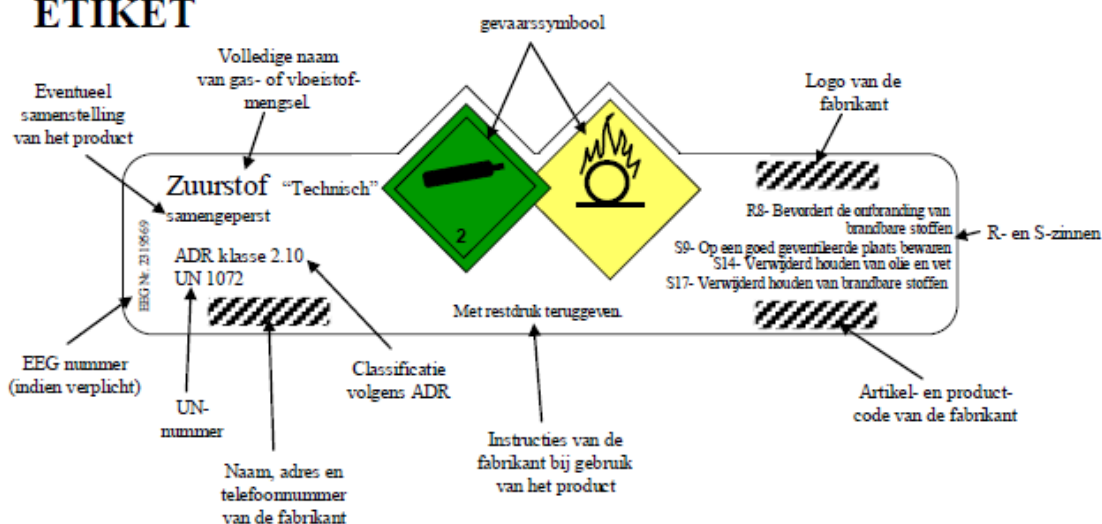 ETIKET
gevaarssymbool
Volledige naam
van gas- of vloeistof-
mengsel.
Logo van de
fabrikant
Eventueel
samenstelling
van het product
Zuurstof "Technisch"
samengeperst
EEG Nr. 2319569
ADR klasse 2.10
UN 1072
2
R8- Bevordert de ontbranding van
brandbare stoffen
S9- Op een goed geventileerde plaats bewaren
S14- Verwijderd houden van olie en vet
S17- Verwijderd houden van brandbare stoffen
R- en S-zinnen
Met restdruk teruggeven.
EEG nummer
(indien verplicht)
UN-
nummer
Classificatie
volgens ADR
Artikel- en product-
code van de fabrikant
Instructies van de
fabrikant bij gebruik
van het product
Naam, adres en
telefoonnummer
van de fabrikant